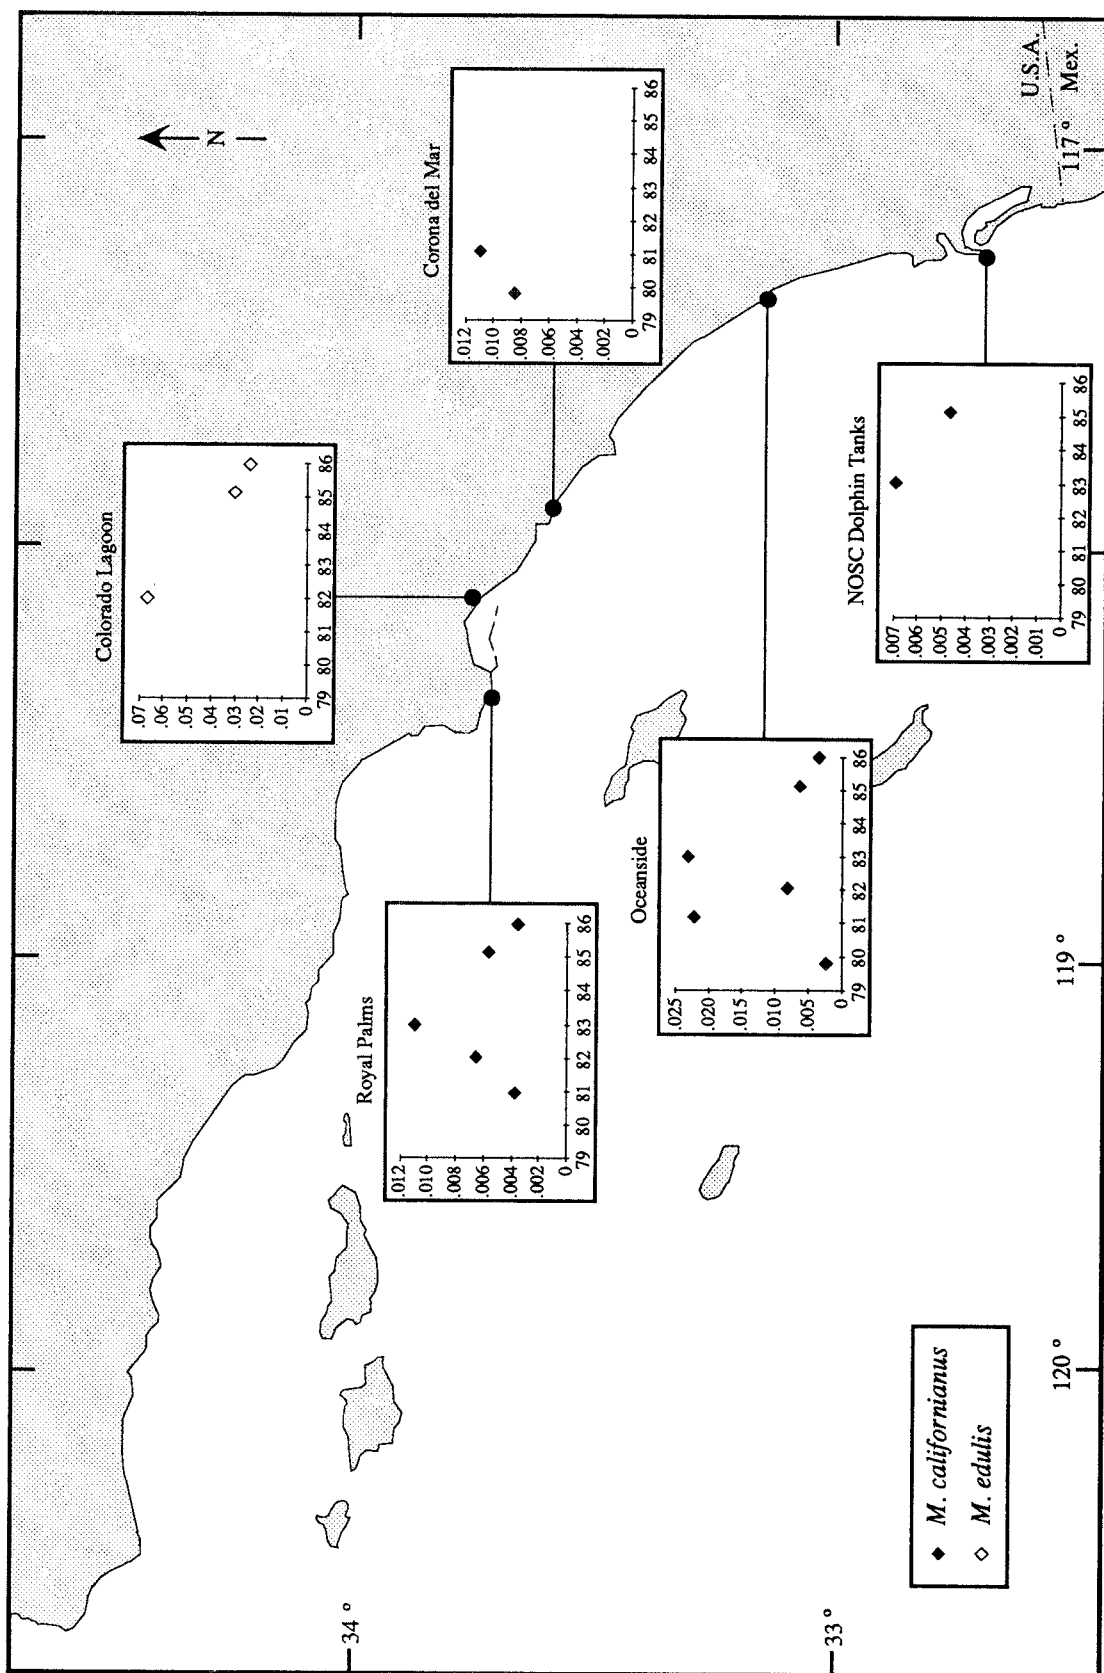 N
U.S.A.
Mex.
117 °
119 °
120 °
34 °
33 °
Colorado Lagoon
.07
.06
.05
.04
.03
.02
.01
0
79 80 81 82 83 84 85 86
Corona del Mar
.012
.010
.008
.006
.004
.002
0
79 80 81 82 83 84 85 86
Royal Palms
.012
.010
.008
.006
.004
.002
0
79 80 81 82 83 84 85 86
Oceanside
.025
.020
.015
.010
.005
0
79 80 81 82 83 84 85 86
NOSC Dolphin Tanks
.007
.006
.005
.004
.003
.002
.001
0
79 80 81 82 83 84 85 86
M. californianus
M. edulis